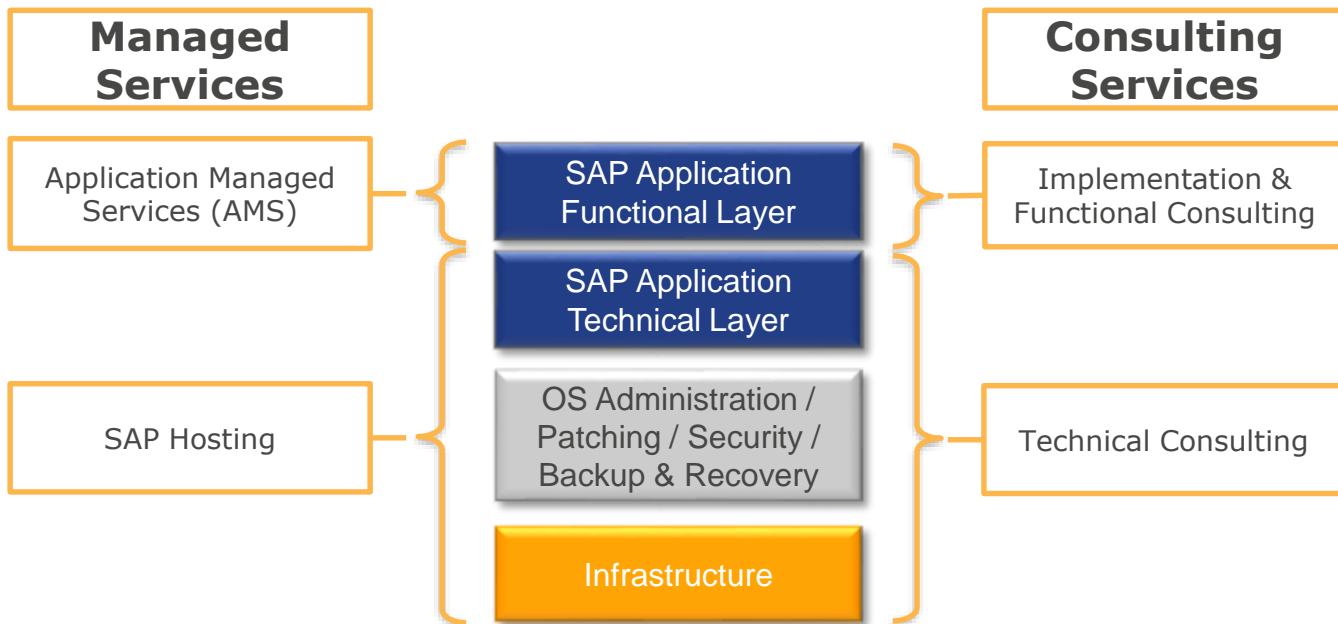 Managed
Services
Consulting
Services
Application Managed
Services (AMS)
SAP Application
Functional Layer
Implementation &
Functional Consulting
SAP Application
Technical Layer
SAP Hosting
OS Administration /
Patching / Security /
Backup & Recovery
Technical Consulting
Infrastructure